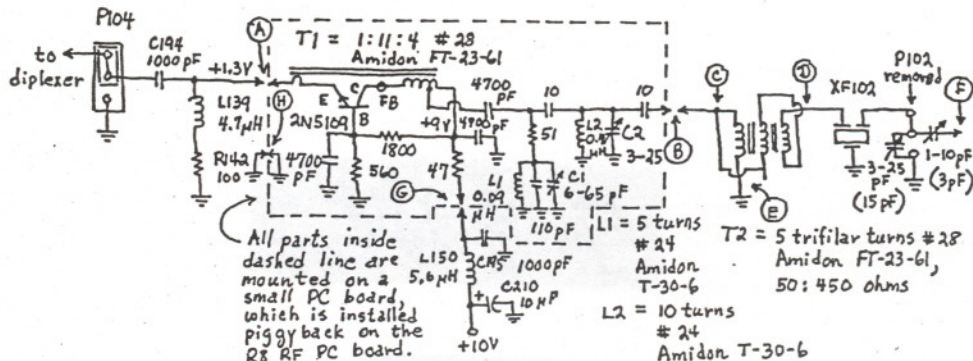 P104
to
diplexer
C194
1000 pF
+1.3V
L139
4.7μH
R142
100
A
H
T1 = 1:11:4 #28
Amidon FT-23-61
E
C
B
FB
2N5109
4700
pF
560
1800
+9V
4700
pF
47
G
4700
pF
10
51
L1
0.09
μH
C1
6-65 pF
110pF
L2
μH
C2
3-25
10
B
C
D
E
XF102
P102
removed
F
3-25
pF
(15pF)
1-10pF
(3pF)
All parts inside
dashed line are
mounted on a
small PC board,
which is installed
piggyback on the
R8 RF PC board.
L150
5.6μH
1000pF
C210
10μF
+10V
L1 = 5 turns
#24
Amidon
T-30-6
L2 = 10 turns
#24
Amidon T-30-6
T2 = 5 trifilar turns #28
Amidon FT-23-61,
50:450 ohms